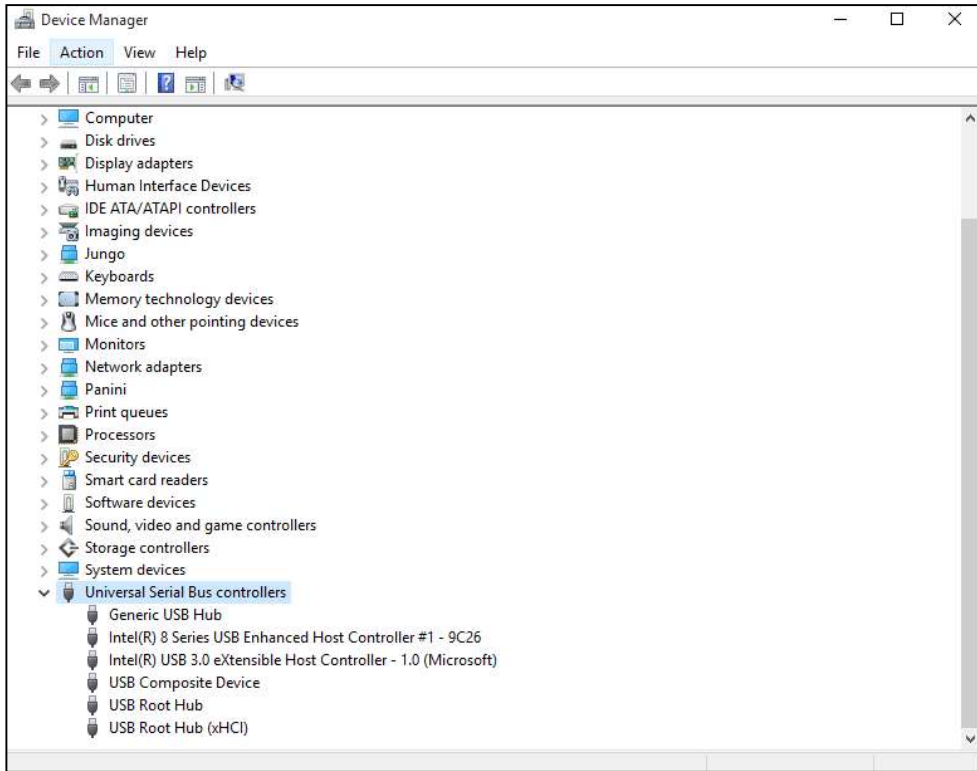 Device Manager
File Action View Help
Computer
Disk drives
Display adapters
Human Interface Devices
IDE ATA/ATAPI controllers
Imaging devices
Jungo
Keyboards
Memory technology devices
Mice and other pointing devices
Monitors
Network adapters
Panini
Print queues
Processors
Security devices
Smart card readers
Software devices
Sound, video and game controllers
Storage controllers
System devices
Universal Serial Bus controllers
Generic USB Hub
Intel(R) 8 Series USB Enhanced Host Controller #1 - 9C26
Intel(R) USB 3.0 eXtensible Host Controller - 1.0 (Microsoft)
USB Composite Device
USB Root Hub
USB Root Hub (xHCI)